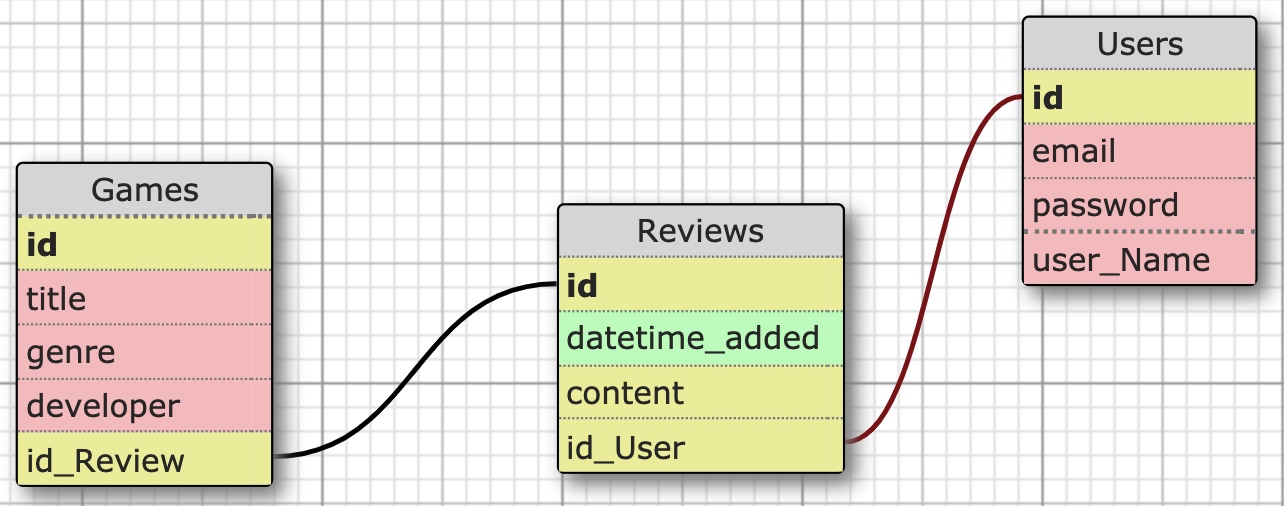 Games
id
title
genre
developer
id_Review
Reviews
id
datetime_added
content
id_User
Users
id
email
password
user_Name